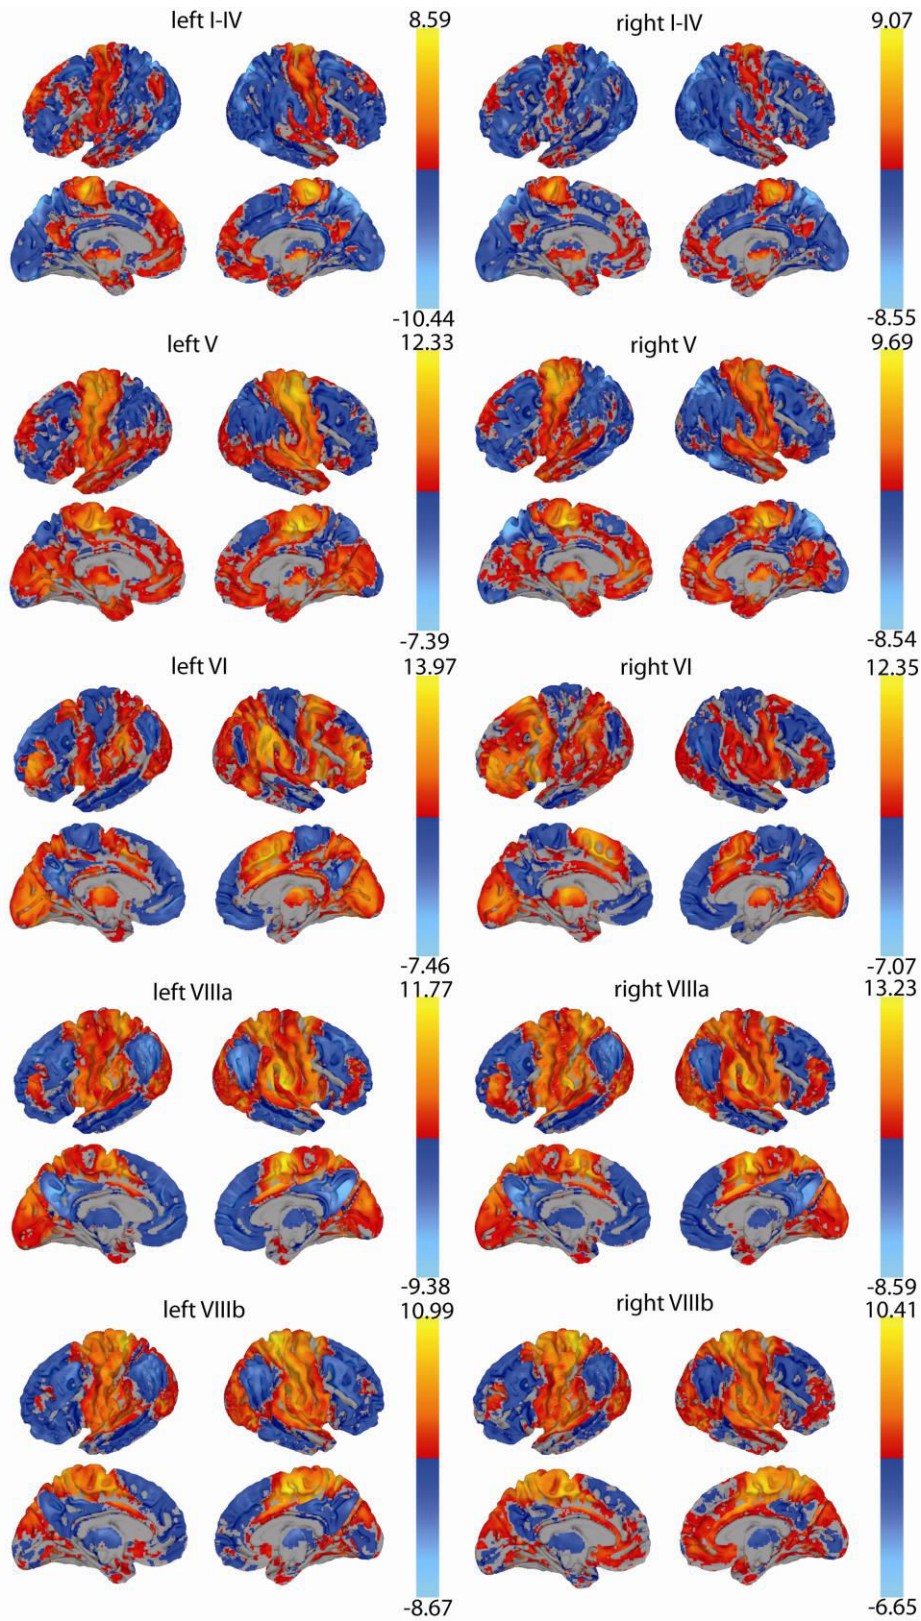 left I-IV
8.59
right I-IV
9.07
-10.44
-8.55
left V
12.33
right V
9.69
-7.39
-8.54
left VI
13.97
right VI
12.35
-7.46
-7.07
left VIIIa
11.77
right VIIIa
13.23
-9.38
-8.59
left VIIIb
10.99
right VIIIb
10.41
-8.67
-6.65